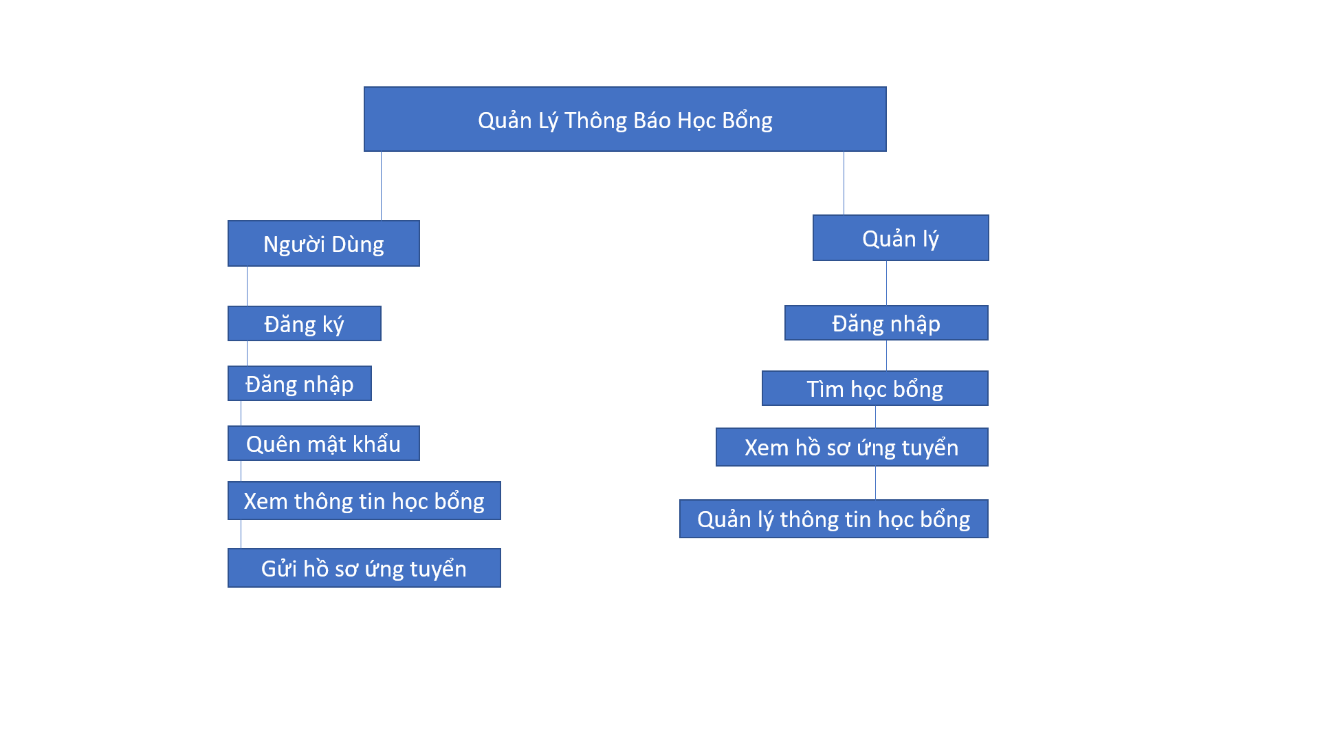 Quản Lý Thông Báo Học Bổng
Người Dùng
Đăng ký
Đăng nhập
Quên mật khẩu
Xem thông tin học bổng
Gửi hồ sơ ứng tuyển
Quản lý
Đăng nhập
Tìm học bổng
Xem hồ sơ ứng tuyển
Quản lý thông tin học bổng